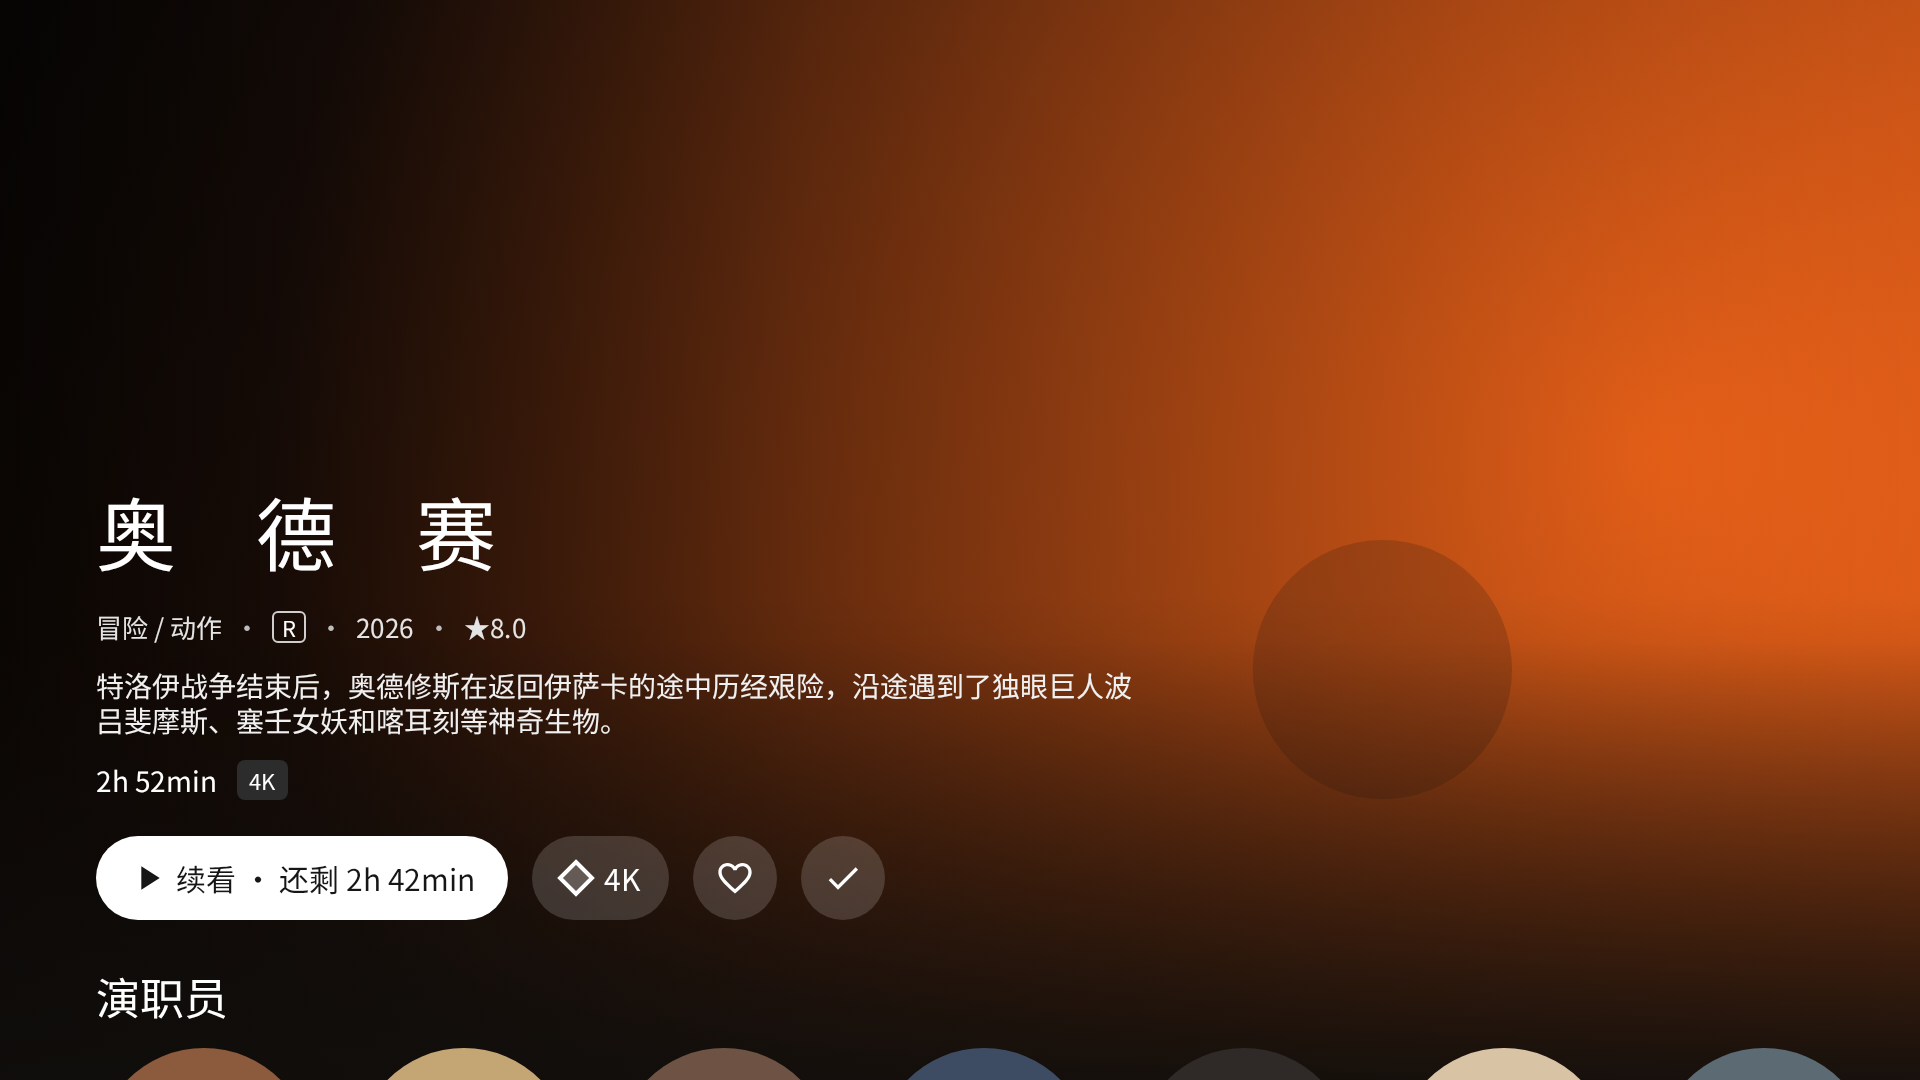 奥 德 赛
冒险 / 动作 · R · 2026 · ★8.0
特洛伊战争结束后，奥德修斯在返回伊萨卡的途中历经艰险，沿途遇到了独眼巨人波
吕斐摩斯、塞壬女妖和喀耳刻等神奇生物。
2h 52min 4K
续看 · 还剩 2h 42min 4K
演职员